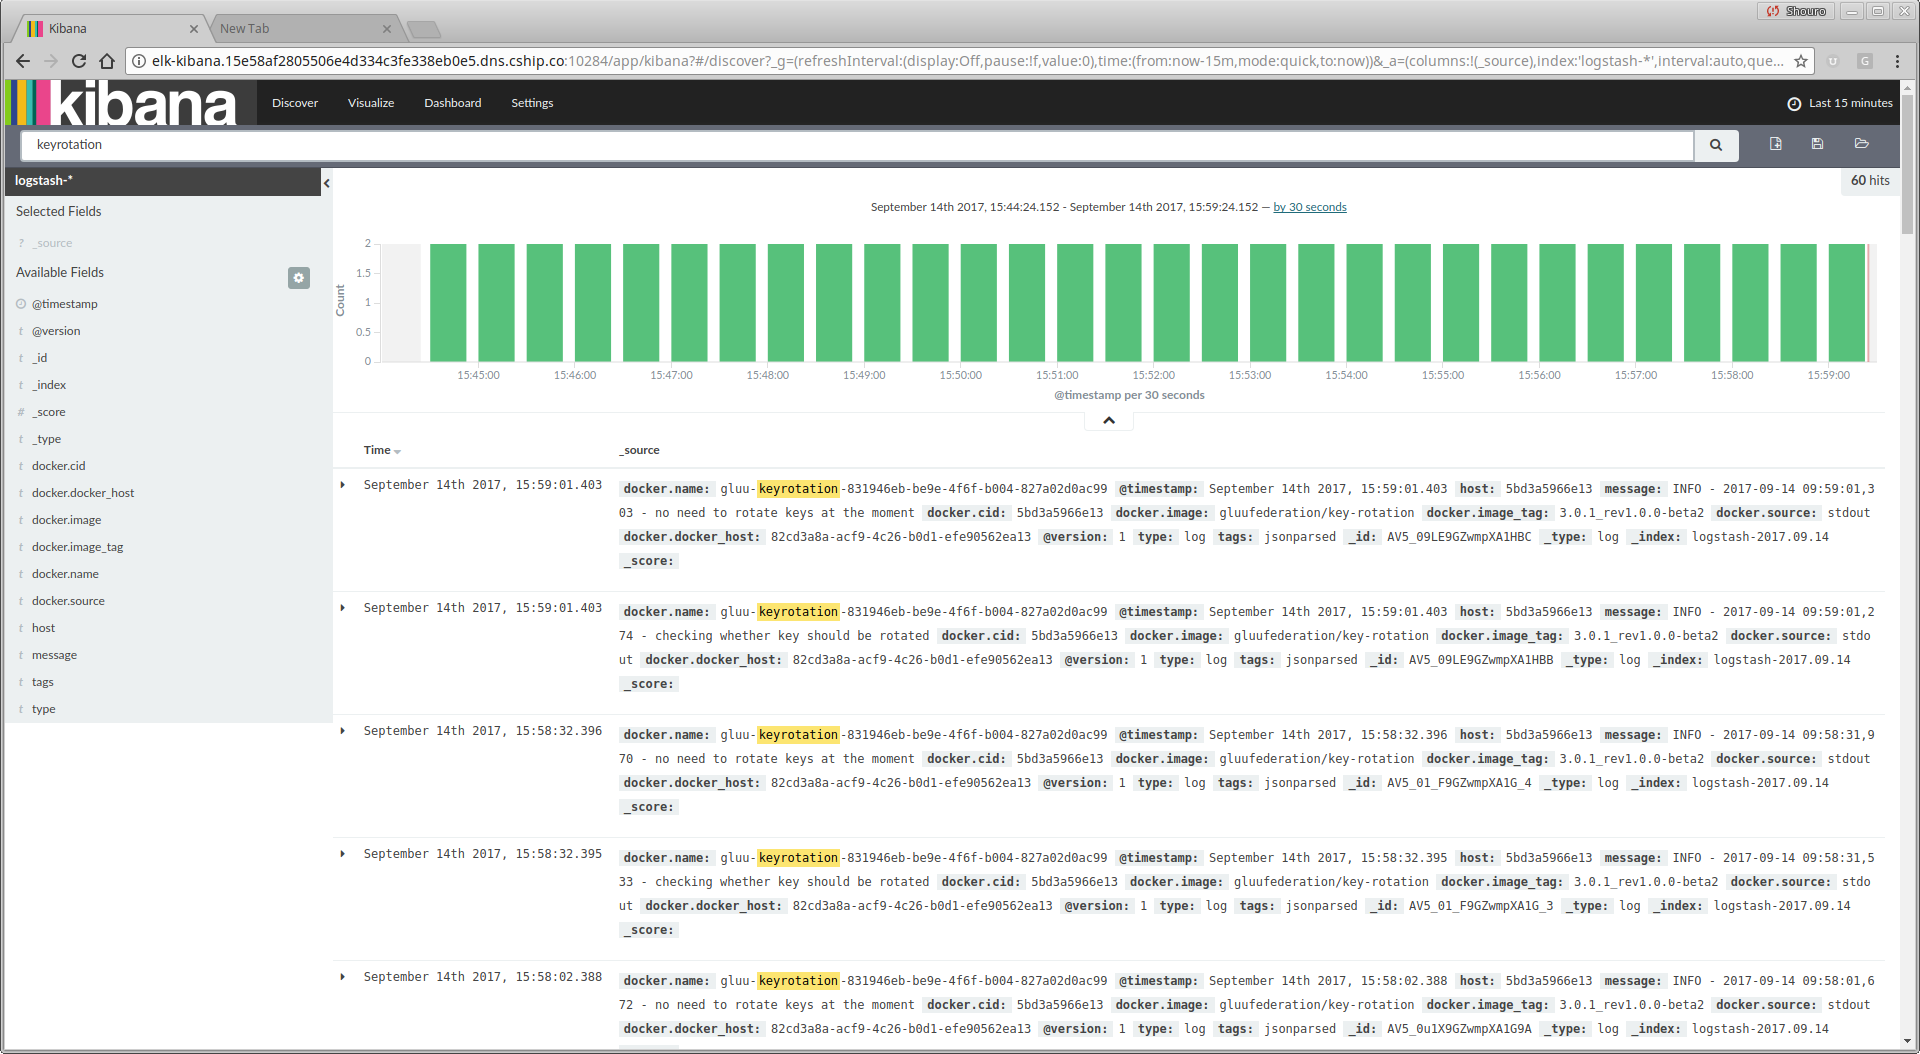 Shouro
Kibana
New Tab
elk-kibana.15e58af2805506e4d334c3fe338eb0e5.dns.cship.co:10284/app/kibana?#/discover?_g=(refreshInterval:(display:Off,pause:!f,value:0),time:(from:now-15m,mode:quick,to:now))&_a=(columns:!(_source),index:'logstash-*',interval:auto,que...
kibana Discover Visualize Dashboard Settings Last 15 minutes
keyrotation
logstash-*
60 hits
Selected Fields
? _source
Available Fields
@timestamp
t @version
t _id
t _index
# _score
t _type
t docker.cid
t docker.docker_host
t docker.image
t docker.image_tag
t docker.name
t docker.source
t host
t message
t tags
t type
September 14th 2017, 15:44:24.152 - September 14th 2017, 15:59:24.152 — by 30 seconds
Count
2
1.5
1
0.5
0
15:45:00 15:46:00 15:47:00 15:48:00 15:49:00 15:50:00 15:51:00 15:52:00 15:53:00 15:54:00 15:55:00 15:56:00 15:57:00 15:58:00 15:59:00
@timestamp per 30 seconds
Time _source
September 14th 2017, 15:59:01.403 docker.name: gluu-keyrotation-831946eb-be9e-4f6f-b004-827a02d0ac99 @timestamp: September 14th 2017, 15:59:01.403 host: 5bd3a5966e13 message: INFO - 2017-09-14 09:59:01,3
03 - no need to rotate keys at the moment docker.cid: 5bd3a5966e13 docker.image: gluufederation/key-rotation docker.image_tag: 3.0.1_rev1.0.0-beta2 docker.source: stdout
docker.docker_host: 82cd3a8a-acf9-4c26-b0d1-efe90562ea13 @version: 1 type: log tags: jsonparsed _id: AV5_09LE9GZwmpXA1HBC _type: log _index: logstash-2017.09.14
_score:
September 14th 2017, 15:59:01.403 docker.name: gluu-keyrotation-831946eb-be9e-4f6f-b004-827a02d0ac99 @timestamp: September 14th 2017, 15:59:01.403 host: 5bd3a5966e13 message: INFO - 2017-09-14 09:59:01,2
74 - checking whether key should be rotated docker.cid: 5bd3a5966e13 docker.image: gluufederation/key-rotation docker.image_tag: 3.0.1_rev1.0.0-beta2 docker.source: stdo
ut docker.docker_host: 82cd3a8a-acf9-4c26-b0d1-efe90562ea13 @version: 1 type: log tags: jsonparsed _id: AV5_09LE9GZwmpXA1HBB _type: log _index: logstash-2017.09.14
_score:
September 14th 2017, 15:58:32.396 docker.name: gluu-keyrotation-831946eb-be9e-4f6f-b004-827a02d0ac99 @timestamp: September 14th 2017, 15:58:32.396 host: 5bd3a5966e13 message: INFO - 2017-09-14 09:58:31,9
70 - no need to rotate keys at the moment docker.cid: 5bd3a5966e13 docker.image: gluufederation/key-rotation docker.image_tag: 3.0.1_rev1.0.0-beta2 docker.source: stdout
docker.docker_host: 82cd3a8a-acf9-4c26-b0d1-efe90562ea13 @version: 1 type: log tags: jsonparsed _id: AV5_01_F9GZwmpXA1G_4 _type: log _index: logstash-2017.09.14
_score:
September 14th 2017, 15:58:32.395 docker.name: gluu-keyrotation-831946eb-be9e-4f6f-b004-827a02d0ac99 @timestamp: September 14th 2017, 15:58:32.395 host: 5bd3a5966e13 message: INFO - 2017-09-14 09:58:31,5
33 - checking whether key should be rotated docker.cid: 5bd3a5966e13 docker.image: gluufederation/key-rotation docker.image_tag: 3.0.1_rev1.0.0-beta2 docker.source: stdo
ut docker.docker_host: 82cd3a8a-acf9-4c26-b0d1-efe90562ea13 @version: 1 type: log tags: jsonparsed _id: AV5_01_F9GZwmpXA1G_3 _type: log _index: logstash-2017.09.14
_score:
September 14th 2017, 15:58:02.388 docker.name: gluu-keyrotation-831946eb-be9e-4f6f-b004-827a02d0ac99 @timestamp: September 14th 2017, 15:58:02.388 host: 5bd3a5966e13 message: INFO - 2017-09-14 09:58:01,6
72 - no need to rotate keys at the moment docker.cid: 5bd3a5966e13 docker.image: gluufederation/key-rotation docker.image_tag: 3.0.1_rev1.0.0-beta2 docker.source: stdout
docker.docker_host: 82cd3a8a-acf9-4c26-b0d1-efe90562ea13 @version: 1 type: log tags: jsonparsed _id: AV5_0u1X9GZwmpXA1G9A _type: log _index: logstash-2017.09.14